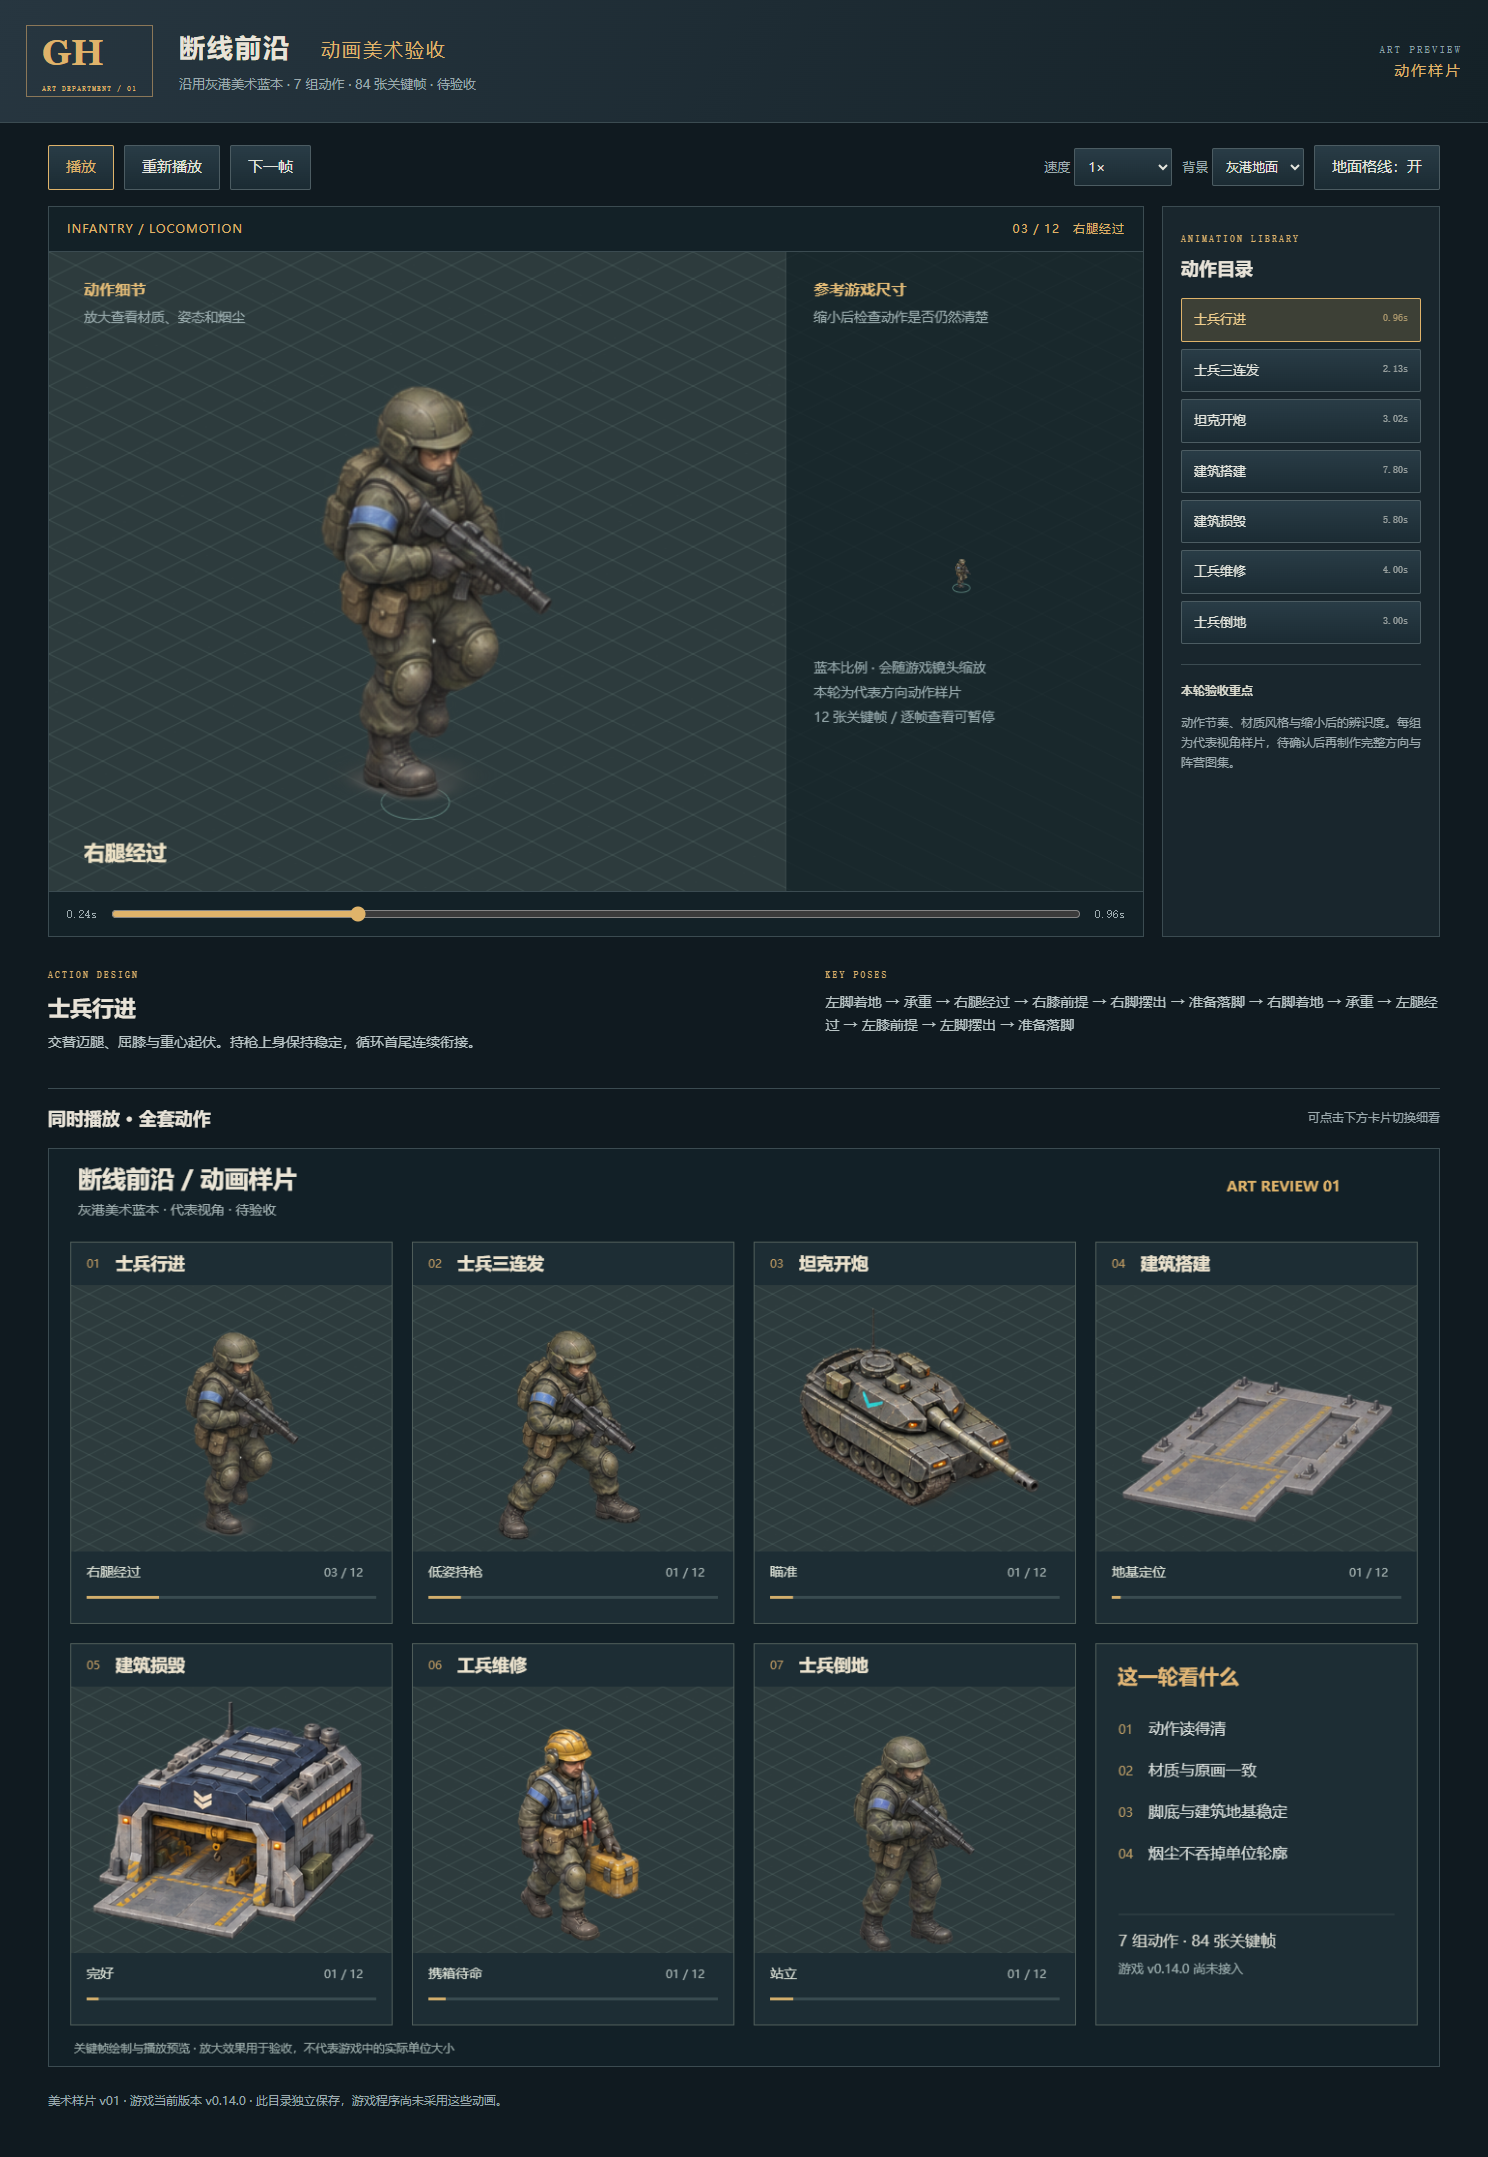 GH
ART DEPARTMENT / 01
断线前沿 动画美术验收
沿用灰港美术蓝本 · 7 组动作 · 84 张关键帧 · 待验收
ART PREVIEW
动作样片
播放
重新播放
下一帧
速度 1×
背景 灰港地面
地面格线：开
INFANTRY / LOCOMOTION
03 / 12 右腿经过
动作细节
放大查看材质、姿态和烟尘
参考游戏尺寸
缩小后检查动作是否仍然清楚
蓝本比例 · 会随游戏镜头缩放
本轮为代表方向动作样片
12 张关键帧 / 逐帧查看可暂停
右腿经过
0.24s
0.96s
ANIMATION LIBRARY
动作目录
士兵行进 0.96s
士兵三连发 2.13s
坦克开炮 3.02s
建筑搭建 7.80s
建筑损毁 5.80s
工兵维修 4.00s
士兵倒地 3.00s
本轮验收重点
动作节奏、材质风格与缩小后的辨识度。每组
为代表视角样片，待确认后再制作完整方向与
阵营图集。
ACTION DESIGN
士兵行进
交替迈腿、屈膝与重心起伏。持枪上身保持稳定，循环首尾连续衔接。
KEY POSES
左脚着地 → 承重 → 右腿经过 → 右膝前提 → 右脚摆出 → 准备落脚 → 右脚着地 → 承重 → 左腿经
过 → 左膝前提 → 左脚摆出 → 准备落脚
同时播放 · 全套动作
可点击下方卡片切换细看
断线前沿 / 动画样片
灰港美术蓝本 · 代表视角 · 待验收
ART REVIEW 01
01 士兵行进
右腿经过 03 / 12
02 士兵三连发
低姿持枪 01 / 12
03 坦克开炮
瞄准 01 / 12
04 建筑搭建
地基定位 01 / 12
05 建筑损毁
完好 01 / 12
06 工兵维修
携箱待命 01 / 12
07 士兵倒地
站立 01 / 12
这一轮看什么
01 动作读得清
02 材质与原画一致
03 脚底与建筑地基稳定
04 烟尘不吞掉单位轮廓
7 组动作 · 84 张关键帧
游戏 v0.14.0 尚未接入
关键帧绘制与播放预览 · 放大效果用于验收，不代表游戏中的实际单位大小
美术样片 v01 · 游戏当前版本 v0.14.0 · 此目录独立保存，游戏程序尚未采用这些动画。